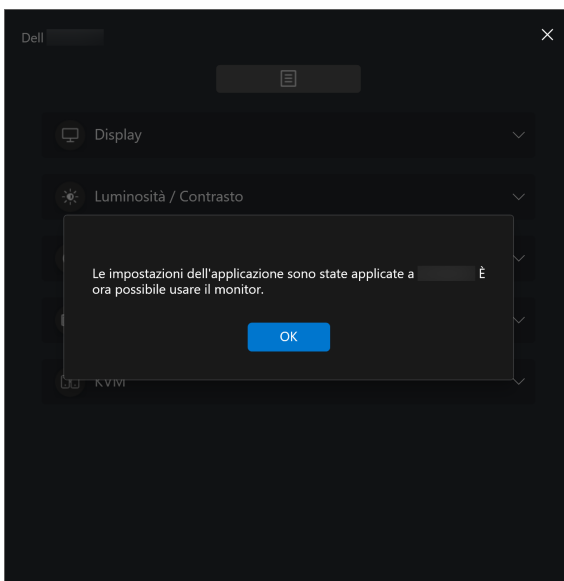 Dell
Display
Luminosità / Contrasto
Le impostazioni dell'applicazione sono state applicate a È
ora possibile usare il monitor.
OK
KVM